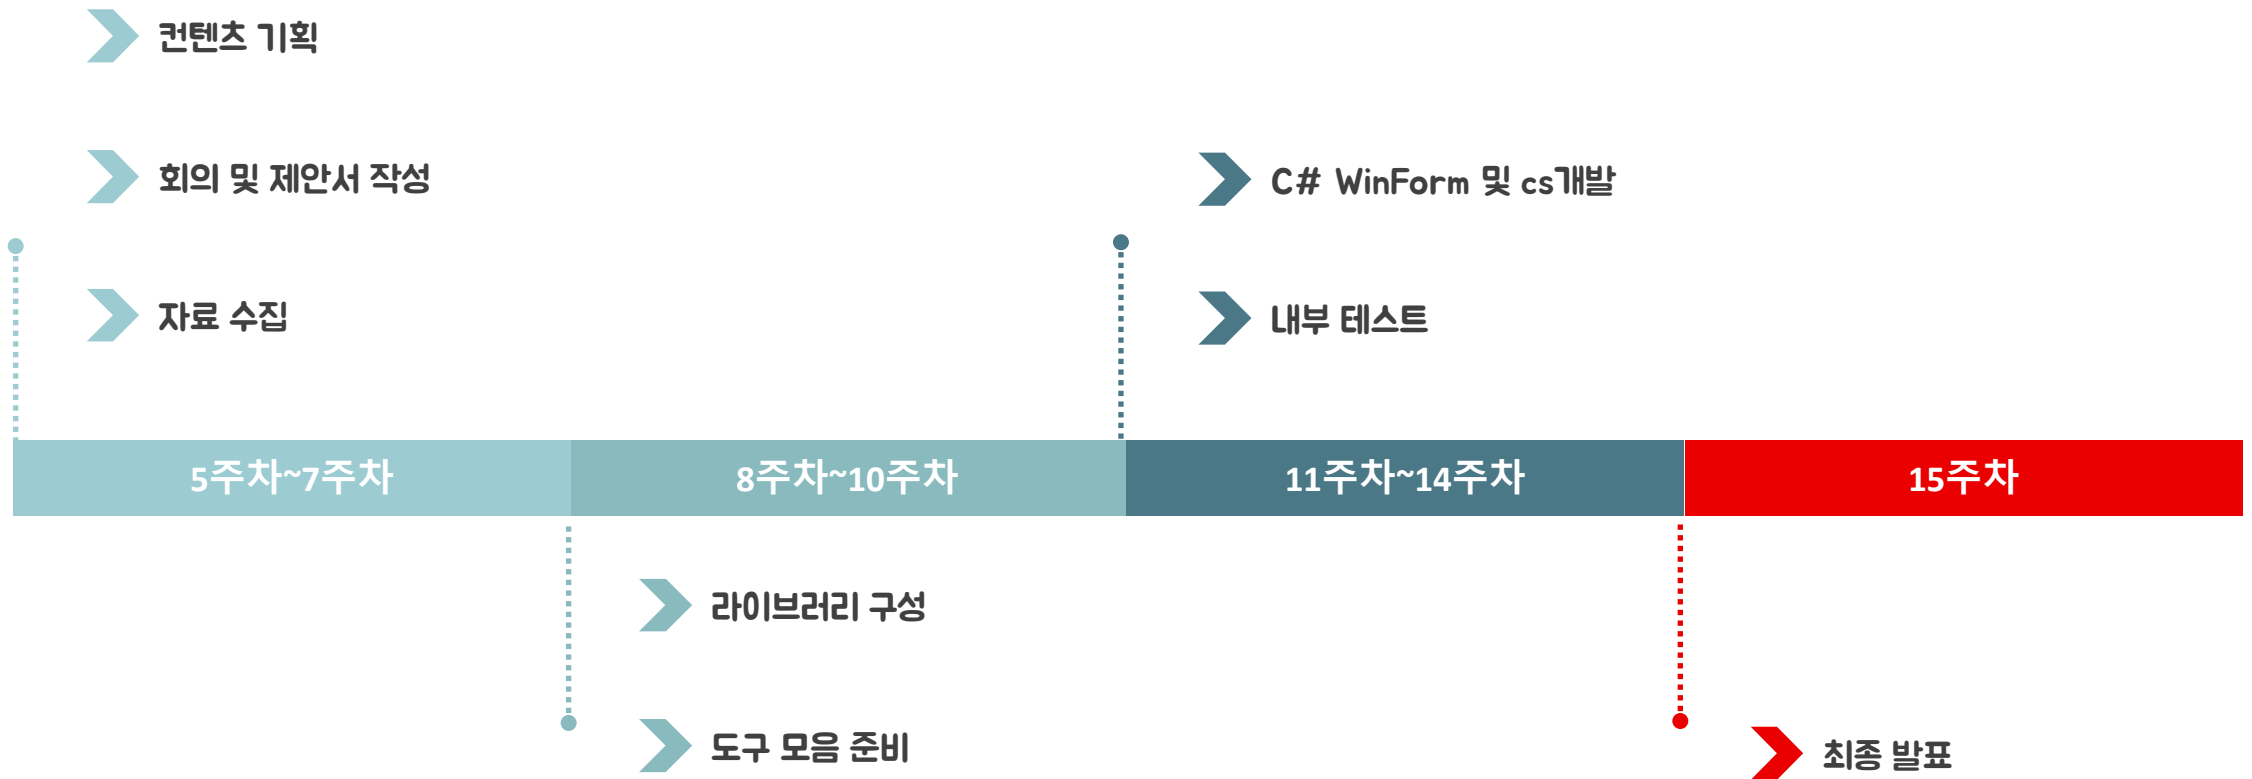 컨텐츠 기획
회의 및 제안서 작성
자료 수집
C# WinForm 및 cs개발
내부 테스트
5주차~7주차
8주차~10주차
11주차~14주차
15주차
라이브러리 구성
도구 모음 준비
최종 발표